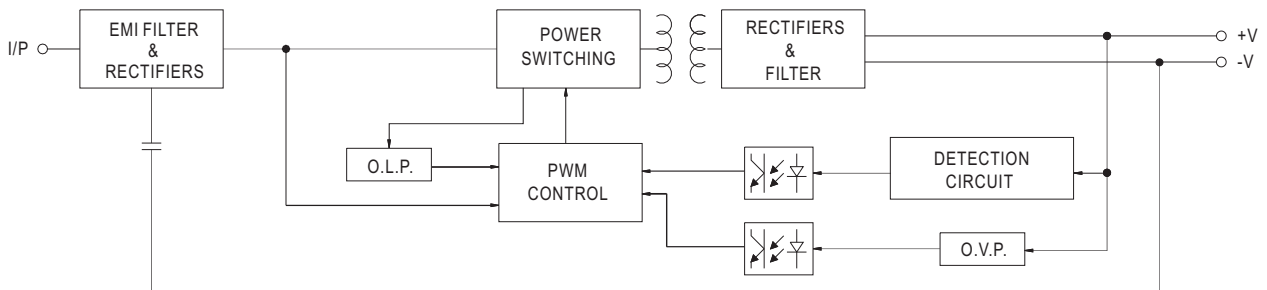 I/P
EMI FILTER
&
RECTIFIERS
POWER
SWITCHING
RECTIFIERS
&
FILTER
+V
-V
O.L.P.
PWM
CONTROL
DETECTION
CIRCUIT
O.V.P.